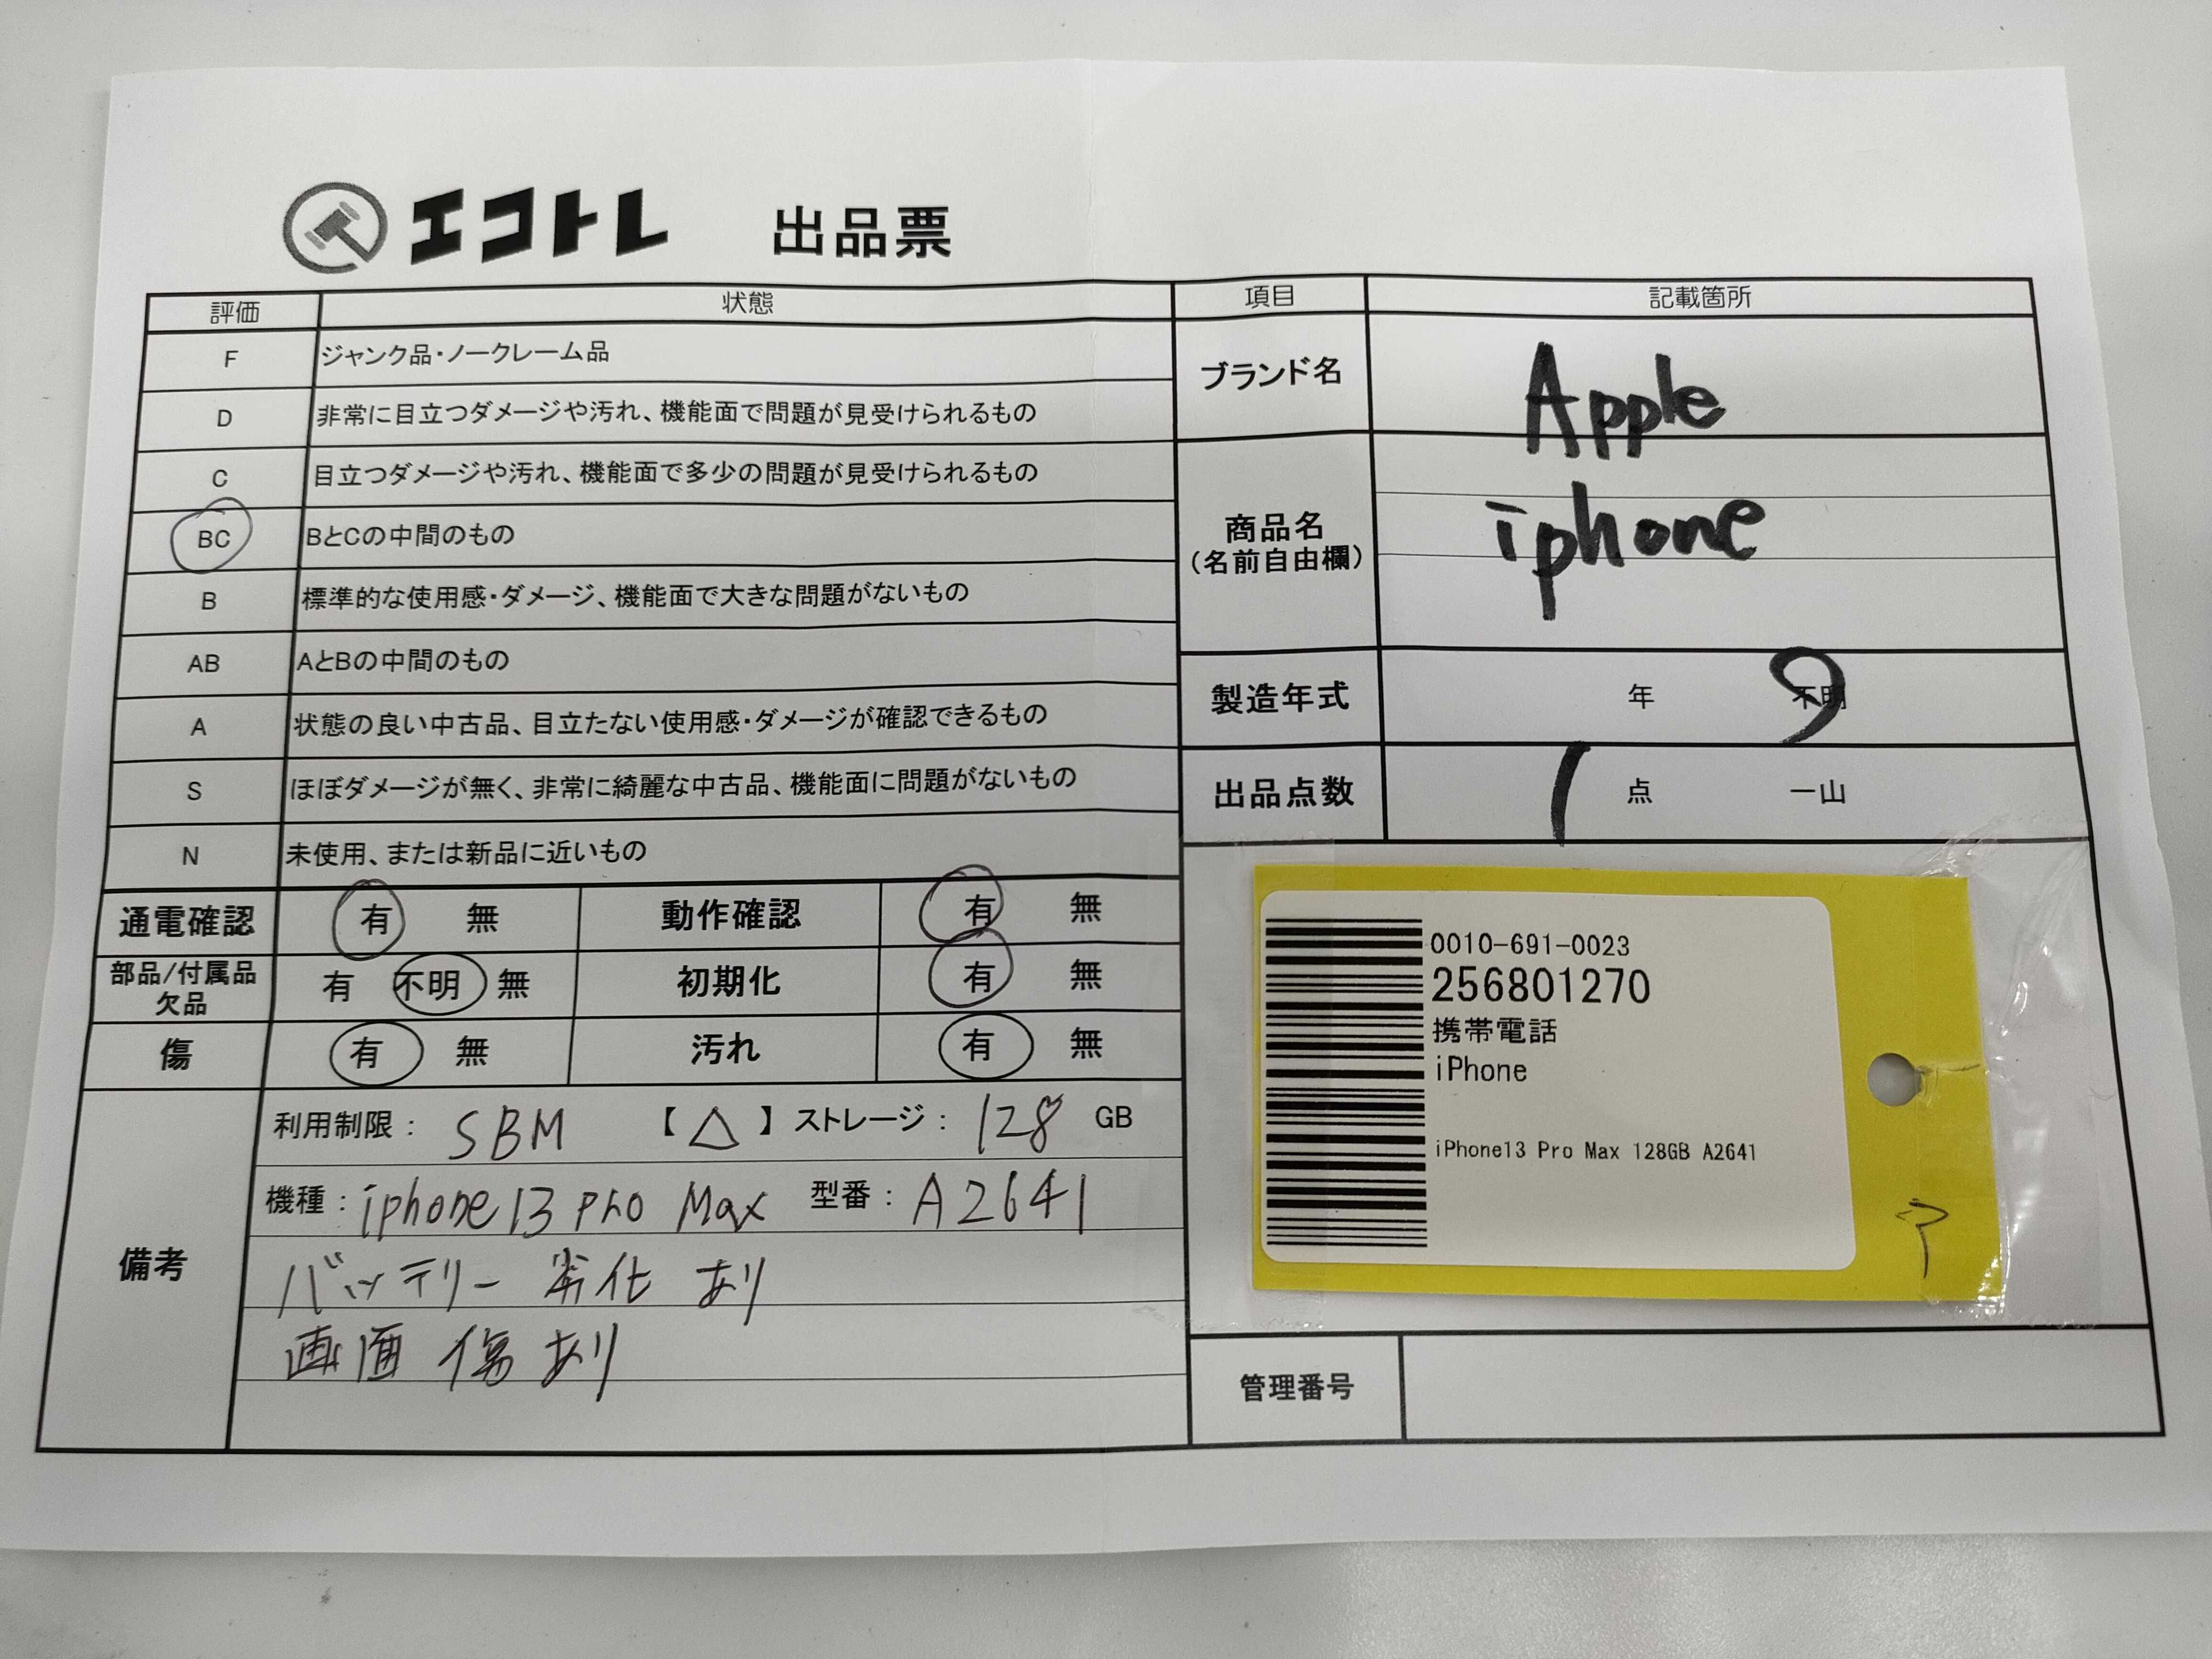 エコトレ 出品票
評価 状態
F ジャンク品・ノークレーム品
D 非常に目立つダメージや汚れ、機能面で問題が見受けられるもの
C 目立つダメージや汚れ、機能面で多少の問題が見受けられるもの
BC BとCの中間のもの
B 標準的な使用感・ダメージ、機能面で大きな問題がないもの
AB AとBの中間のもの
A 状態の良い中古品、目立たない使用感・ダメージが確認できるもの
S ほぼダメージが無く、非常に綺麗な中古品、機能面に問題がないもの
N 未使用、または新品に近いもの
通電確認 有 無 動作確認 有 無
部品/付属品
欠品
有 不明 無 初期化 有 無
傷 有 無 汚れ 有 無
備考
利用制限: SBM 【△】ストレージ: 128 GB
機種: iphone 13 pro Max 型番: A2641
バッテリー 劣化 あり
画面 傷 あり
項目 記載箇所
ブランド名 Apple
商品名
(名前自由欄)
iphone
製造年式 年 不明
出品点数 1 点 一山
0010-691-0023
256801270
携帯電話
iPhone
iPhone13 Pro Max 128GB A2641
管理番号